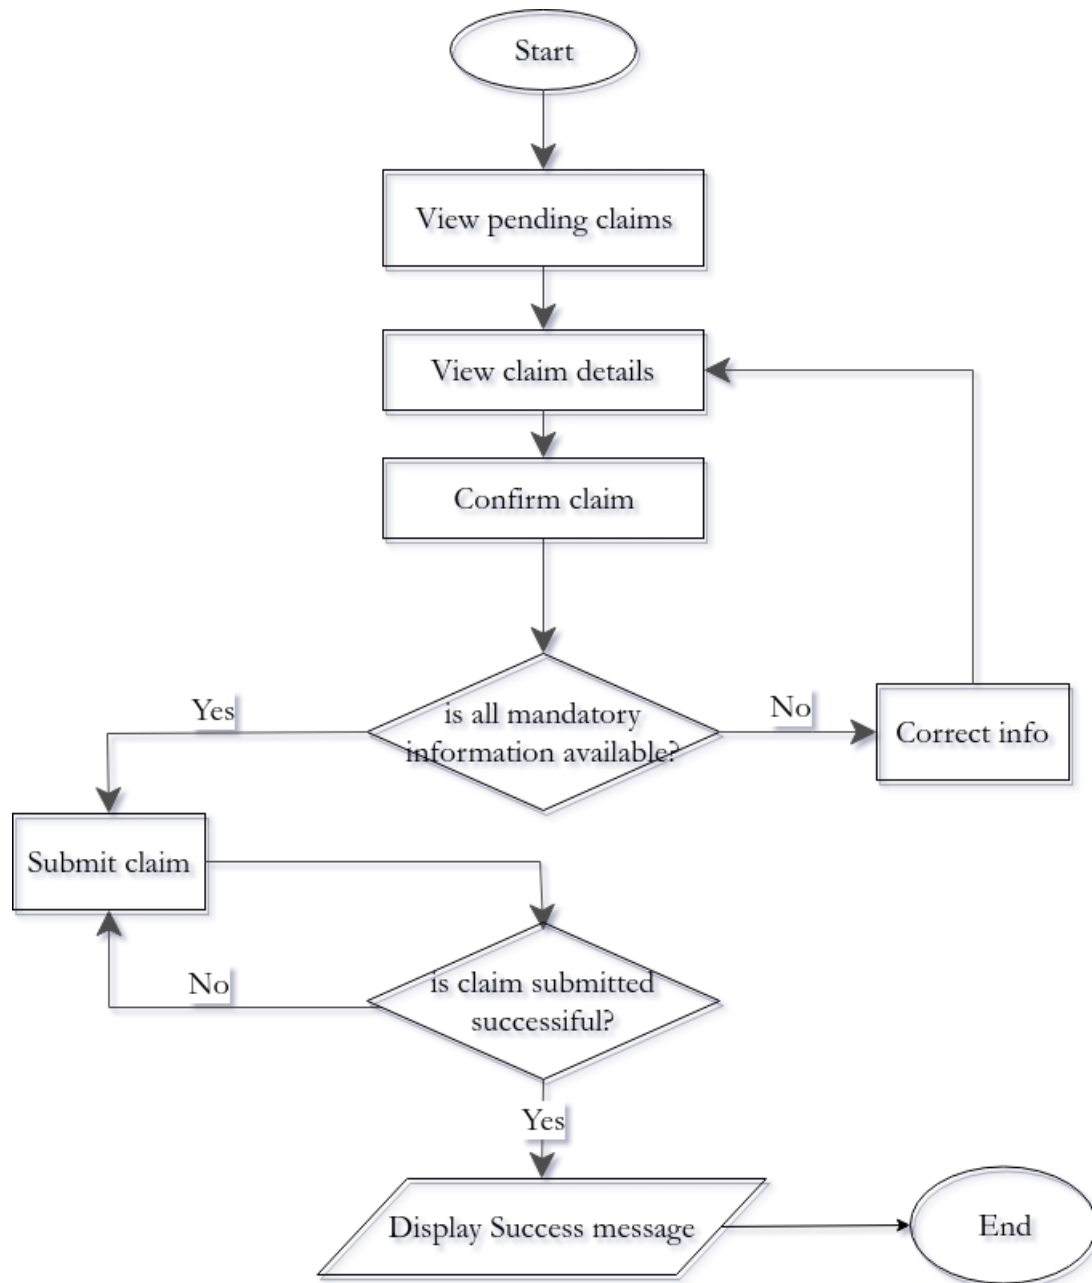 Start
View pending claims
View claim details
Confirm claim
Yes
is all mandatory
information available?
No
Correct info
Submit claim
No
is claim submitted
successiful?
Yes
Display Success message
End